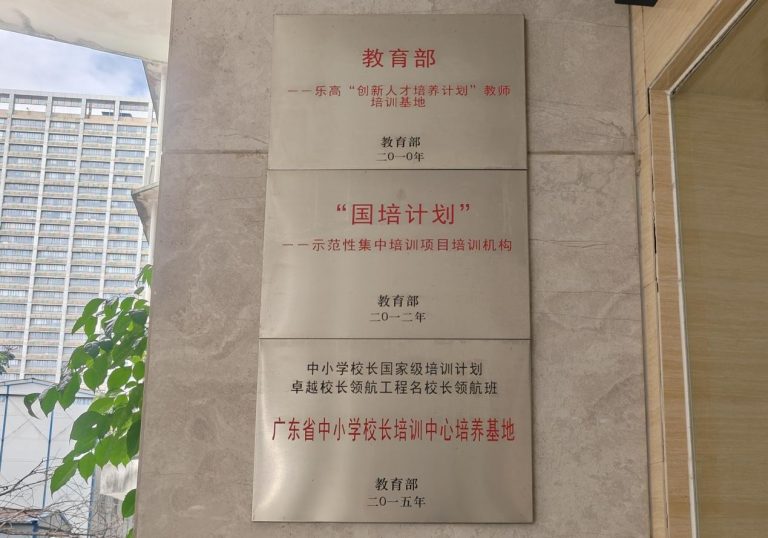 教育部
——乐高“创新人才培养计划”教师
培训基地
教育部
二〇一〇年
“国培计划”
——示范性集中培训项目培训机构
教育部
二〇一二年
中小学校长国家级培训计划
卓越校长领航工程名校长领航班
广东省中小学校长培训中心培养基地
教育部
二〇一五年